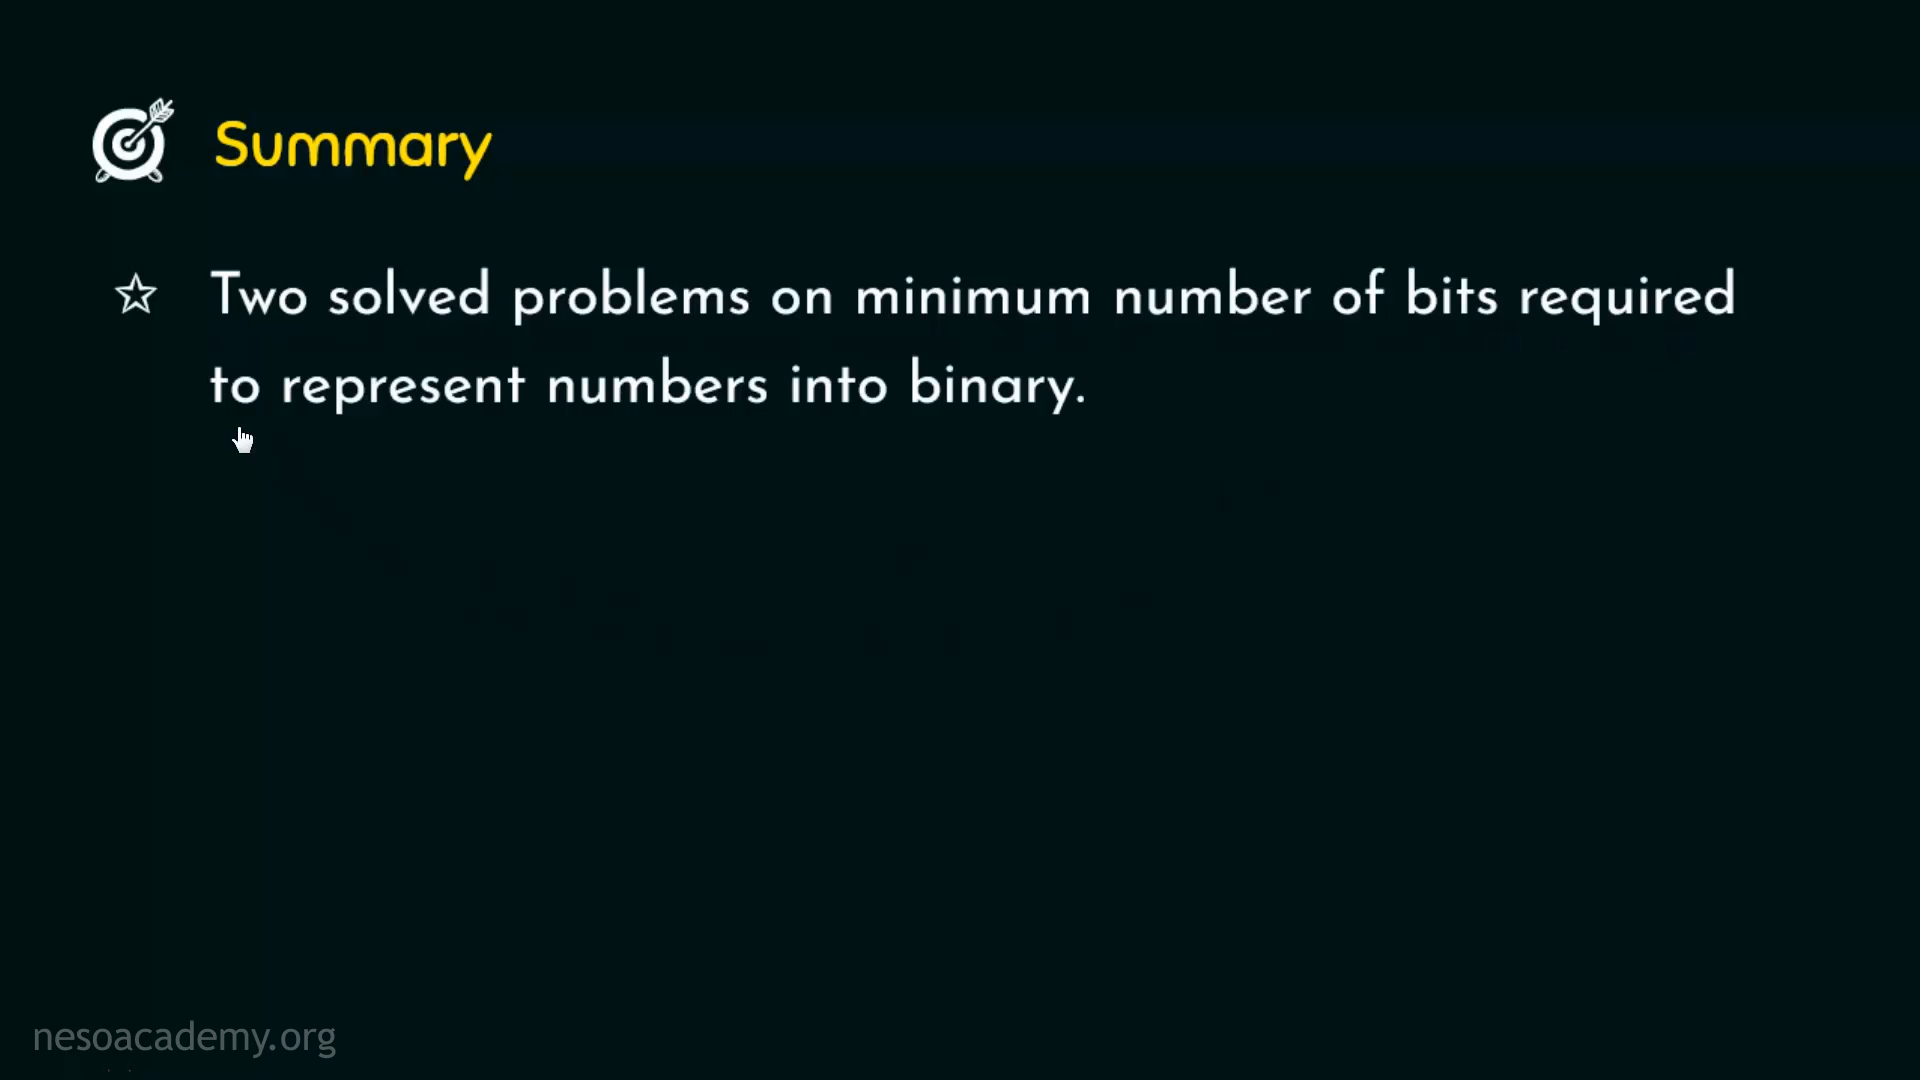 Summary
☆ Two solved problems on minimum number of bits required
to represent numbers into binary.
nesoacademy.org